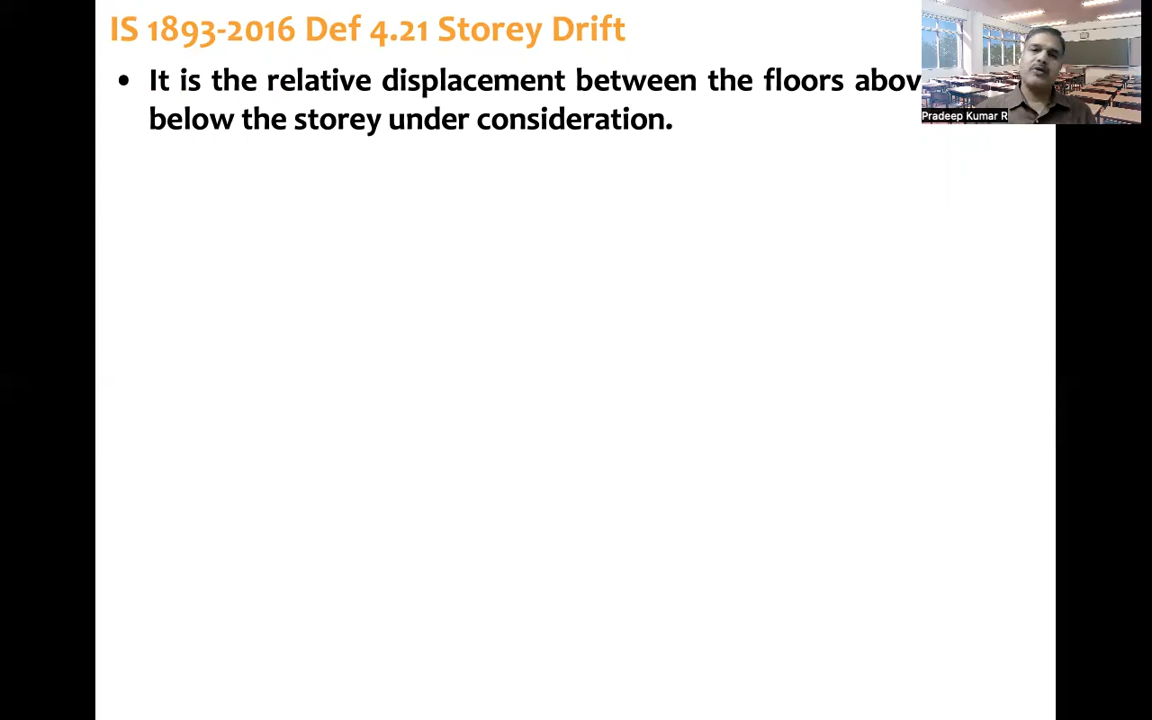 IS 1893-2016 Def 4.21 Storey Drift
• It is the relative displacement between the floors
below the storey under consideration.
Pradeep Kumar R